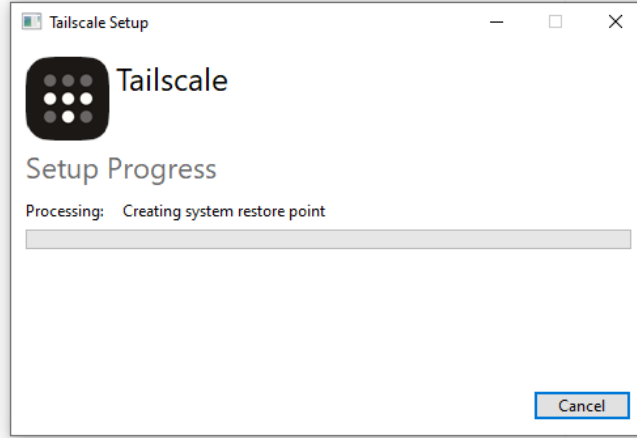 Tailscale Setup
Tailscale
Setup Progress
Processing: Creating system restore point
Cancel